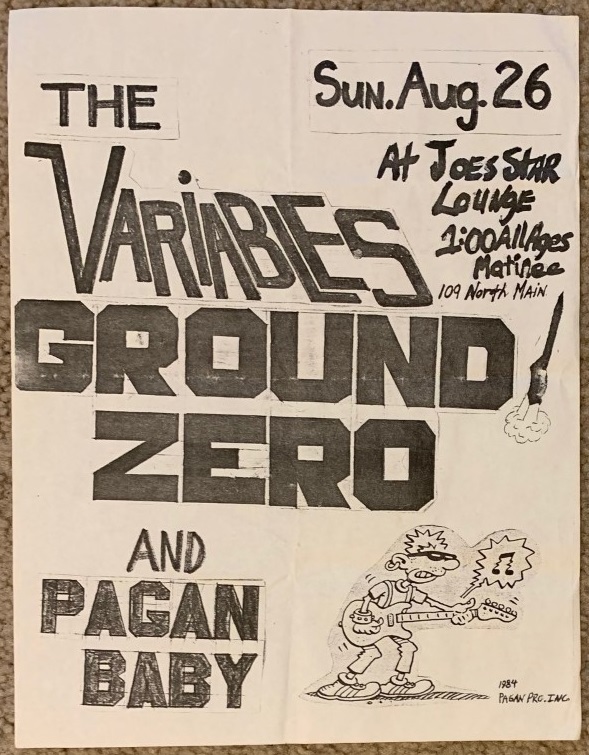 THE
VARIABLES
Sun. Aug. 26
At JOES STAR
LOUNGE
1:00 All Ages
Matinee
109 North MAIN
GROUND
ZERO
AND
PAGAN
BABY
1984
PAGAN PRO. INC.